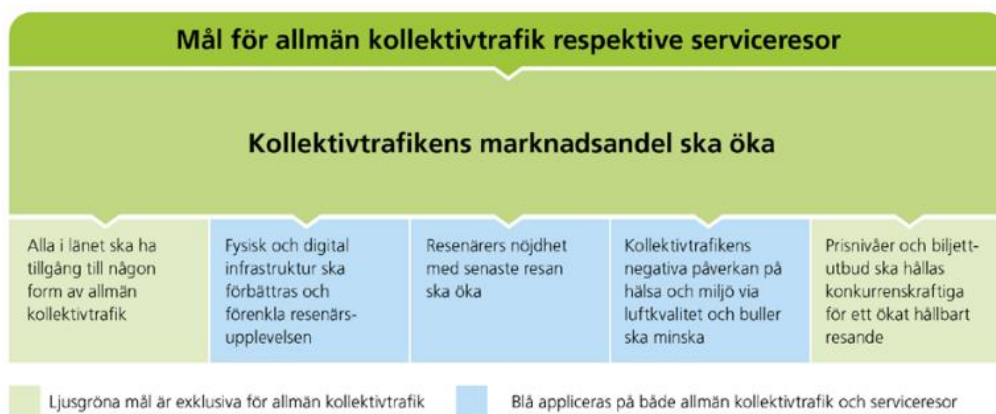 Mål för allmän kollektivtrafik respektive serviceresor
Kollektivtrafikens marknadsandel ska öka
Alla i länet ska ha
tillgång till någon
form av allmän
kollektivtrafik
Fysisk och digital
infrastruktur ska
förbättras och
förenkla resenärs-
upplevelsen
Resenärers nöjdhet
med senaste resan
ska öka
Kollektivtrafikens
negativa påverkan på
hälsa och miljö via
luftkvalitet och buller
ska minska
Prisnivåer och biljett-
utbud ska hållas
konkurrenskraftiga
för ett ökat hållbart
resande
Ljusgröna mål är exklusiva för allmän kollektivtrafik
Blå appliceras på både allmän kollektivtrafik och serviceresor